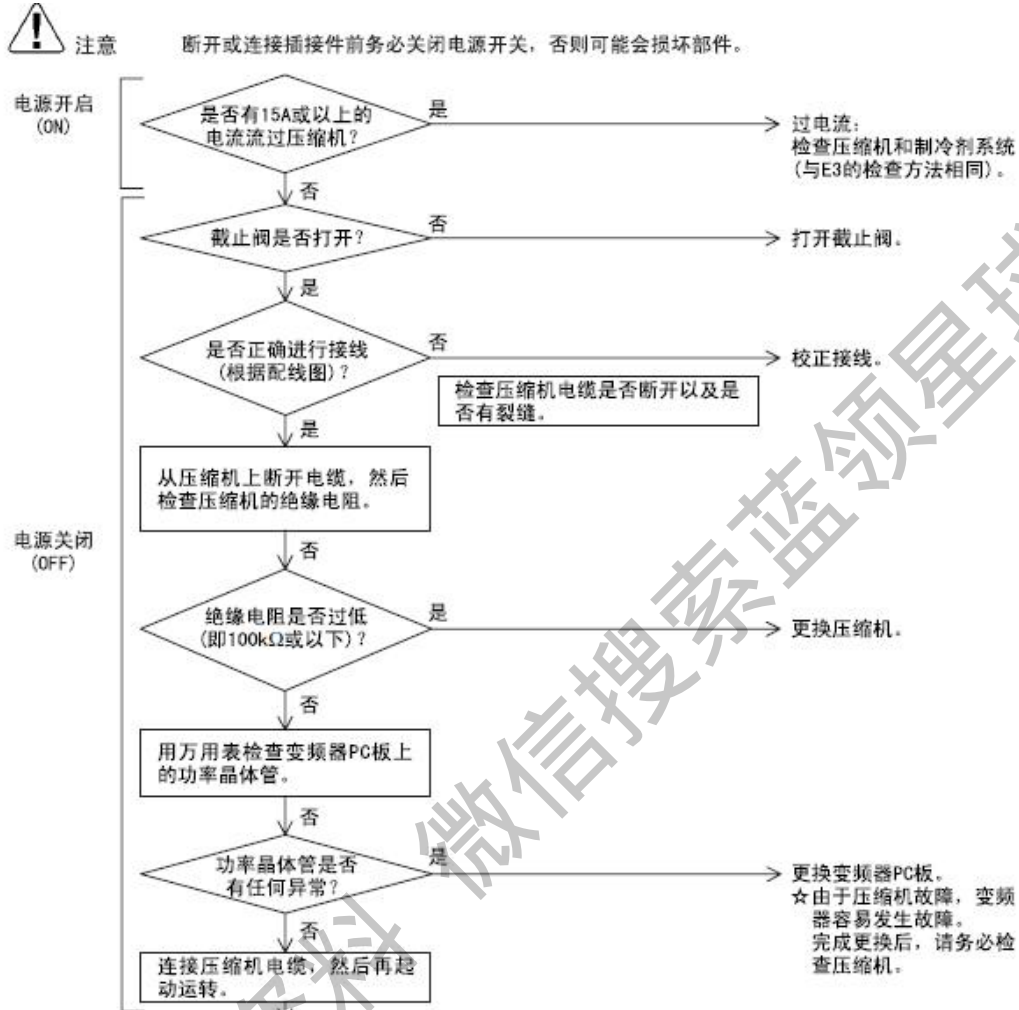 注意
断开或连接插接件前务必关闭电源开关，否则可能会损坏部件。
电源开启
(ON)
是否有15A或以上的
电流流过压缩机？
是
过电流：
检查压缩机和制冷剂系统
(与E3的检查方法相同)。
否
截止阀是否打开？
否
打开截止阀。
是
是否正确进行接线
(根据配线图)？
否
校正接线。
检查压缩机电缆是否断开以及是
否有裂缝。
是
从压缩机上断开电缆，然后
检查压缩机的绝缘电阻。
电源关闭
(OFF)
否
绝缘电阻是否过低
(即100kΩ或以下)？
是
更换压缩机。
否
用万用表检查变频器PC板上
的功率晶体管。
否
功率晶体管是否
有任何异常？
是
更换变频器PC板。
☆由于压缩机故障，变频
器容易发生故障。
完成更换后，请务必检
查压缩机。
否
连接压缩机电缆，然后再起
动运转。
资料 微信搜索蓝领星球